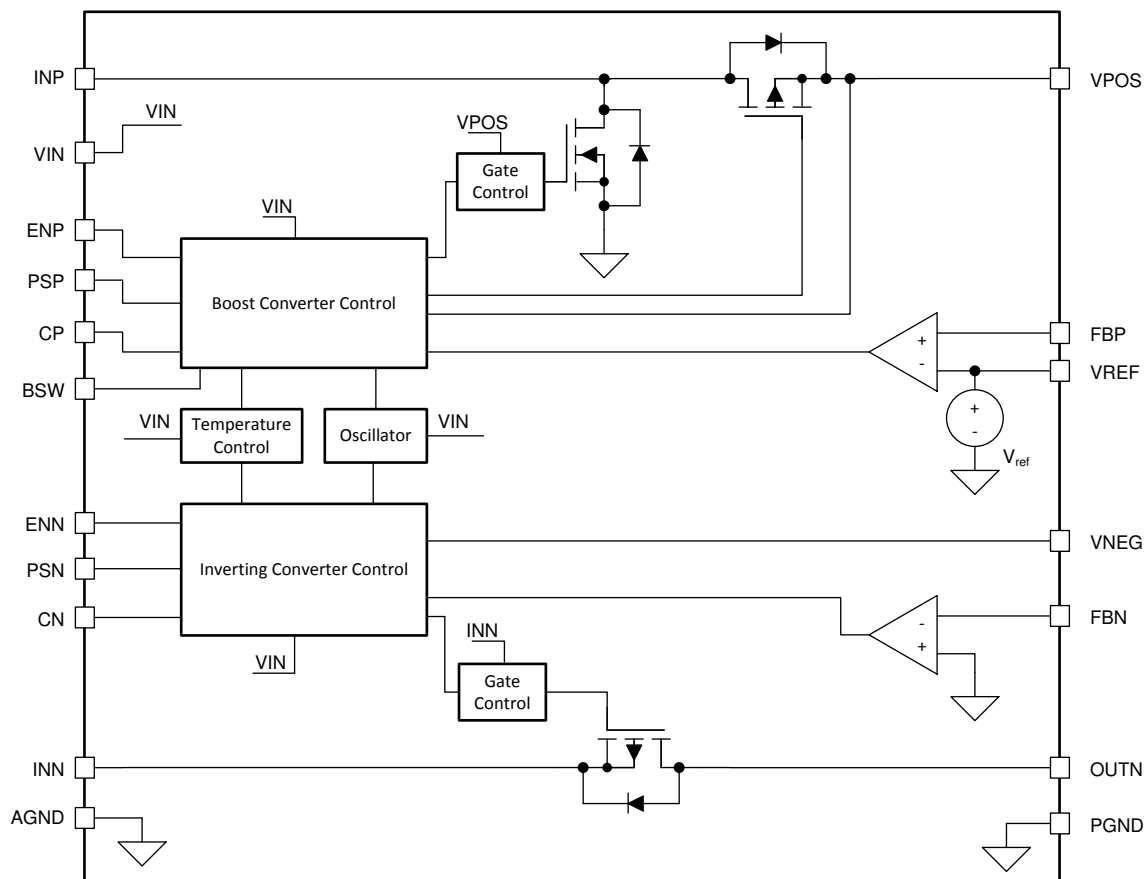 INP
VPOS
VIN
VIN
VPOS
Gate
Control
ENP
VIN
PSP
Boost Converter Control
CP
+
-
FBP
VREF
BSW
VIN
Temperature
Control
Oscillator
VIN
+
-
Vref
ENN
VNEG
PSN
Inverting Converter Control
CN
-
+
FBN
INN
VIN
Gate
Control
INN
OUTN
AGND
PGND